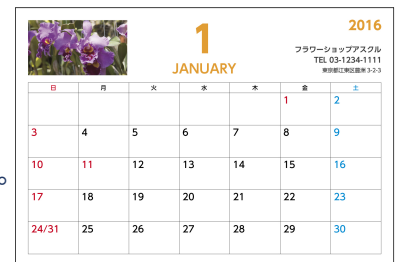 1
JANUARY
2016
フラワーショップアスクル
TEL 03-1234-1111
東京都江東区豊洲 3-2-3
日 月 火 水 木 金 土
1 2
3 4 5 6 7 8 9
10 11 12 13 14 15 16
17 18 19 20 21 22 23
24/31 25 26 27 28 29 30
。